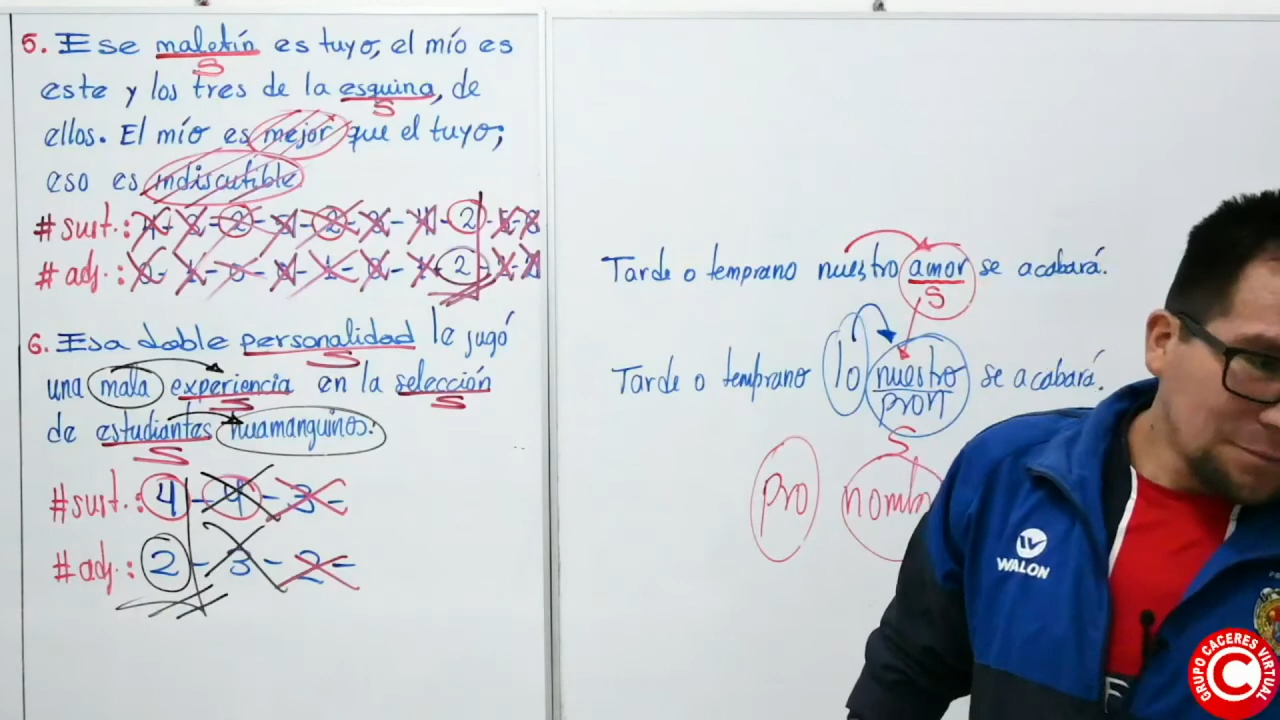 5. Ese maletín es tuyo, el mío es
S
este y los tres de la esquina, de
S
ellos. El mío es mejor que el tuyo;
eso es indiscutible
# sust.: 2 - 2 - 2
# adj.: 2
6. Esa doble personalidad le jugó
S
una mala experiencia en la selección
S S
de estudiantes huamanguinos.
S
# sust.: 4 - 4 - 3 -
# adj.: 2 - 3 - 2 -
Tarde o temprano nuestro amor se acabará.
S
Tarde o temprano lo nuestro se acabará.
pron
S
pro nombr
WALON
GRUPO CACERES VIRTUAL
C